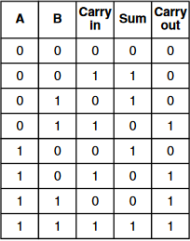 A B Carry in Sum Carry out
0 0 0 0 0
0 0 1 1 0
0 1 0 1 0
0 1 1 0 1
1 0 0 1 0
1 0 1 0 1
1 1 0 0 1
1 1 1 1 1